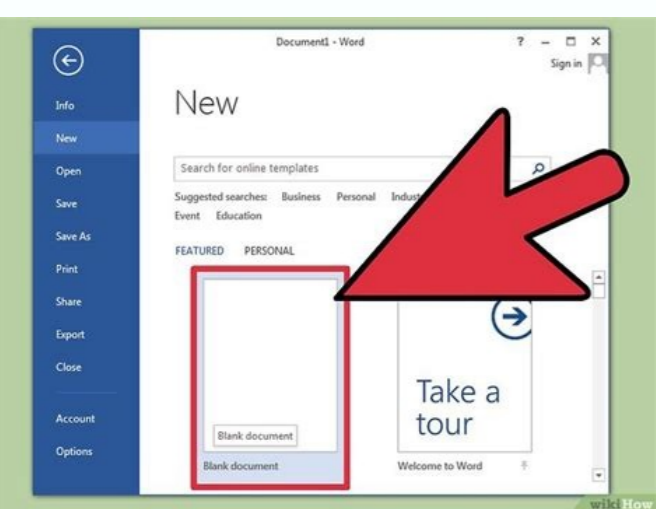 Document1 - Word
?
Sign in
Info
New
Open
Save
Save As
Print
Share
Export
Close
Account
Options
New
Search for online templates
Suggested searches: Business Personal
Event Education
FEATURED PERSONAL
Blank document
Blank document
Take a
tour
Welcome to Word
wikiHow